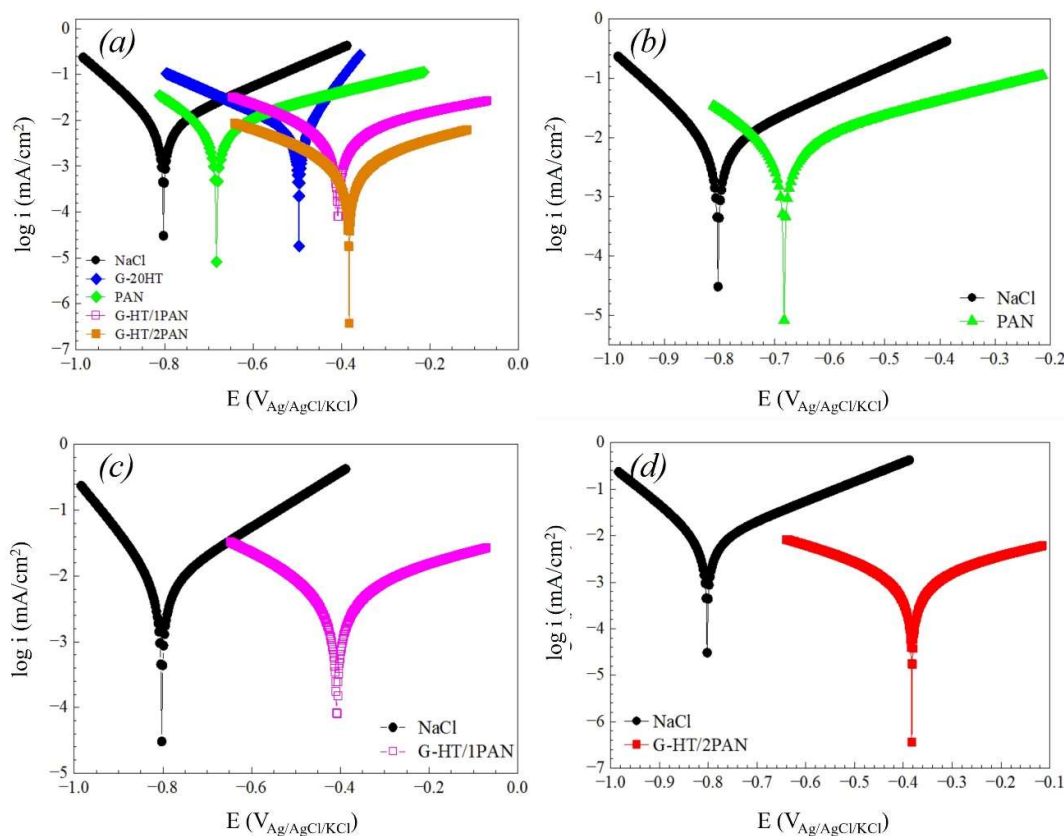 (a)
0
−1
−2
−3
−4
−5
−6
−7
log i (mA/cm²)
NaCl
G-20HT
PAN
G-HT/1PAN
G-HT/2PAN
−1.0 −0.8 −0.6 −0.4 −0.2 0.0
E (V_Ag/AgCl/KCl)
(b)
0
−1
−2
−3
−4
−5
log i (mA/cm²)
NaCl
PAN
−1.0 −0.9 −0.8 −0.7 −0.6 −0.5 −0.4 −0.3 −0.2
E (V_Ag/AgCl/KCl)
(c)
0
−1
−2
−3
−4
−5
log i (mA/cm²)
NaCl
G-HT/1PAN
−1.0 −0.8 −0.6 −0.4 −0.2 0.0
E (V_Ag/AgCl/KCl)
(d)
0
−1
−2
−3
−4
−5
−6
−7
log i (mA/cm²)
NaCl
G-HT/2PAN
−1.0 −0.9 −0.8 −0.7 −0.6 −0.5 −0.4 −0.3 −0.2 −0.1
E (V_Ag/AgCl/KCl)